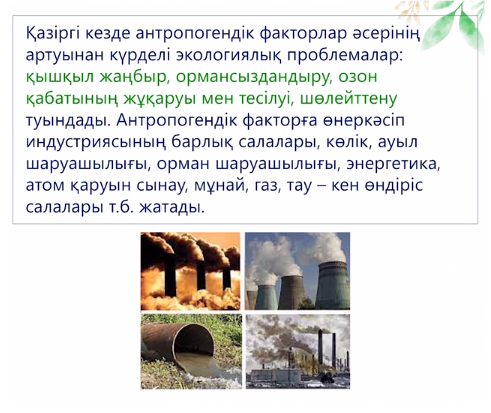 Қазіргі кезде антропогендік факторлар әсерінің
артуынан күрделі экологиялық проблемалар:
қышқыл жаңбыр, ормансыздандыру, озон
қабатының жұқаруы мен тесілуі, шөлейттену
туындады. Антропогендік факторға өнеркәсіп
индустриясының барлық салалары, көлік, ауыл
шаруашылығы, орман шаруашылығы, энергетика,
атом қаруын сынау, мұнай, газ, тау – кен өндіріс
салалары т.б. жатады.